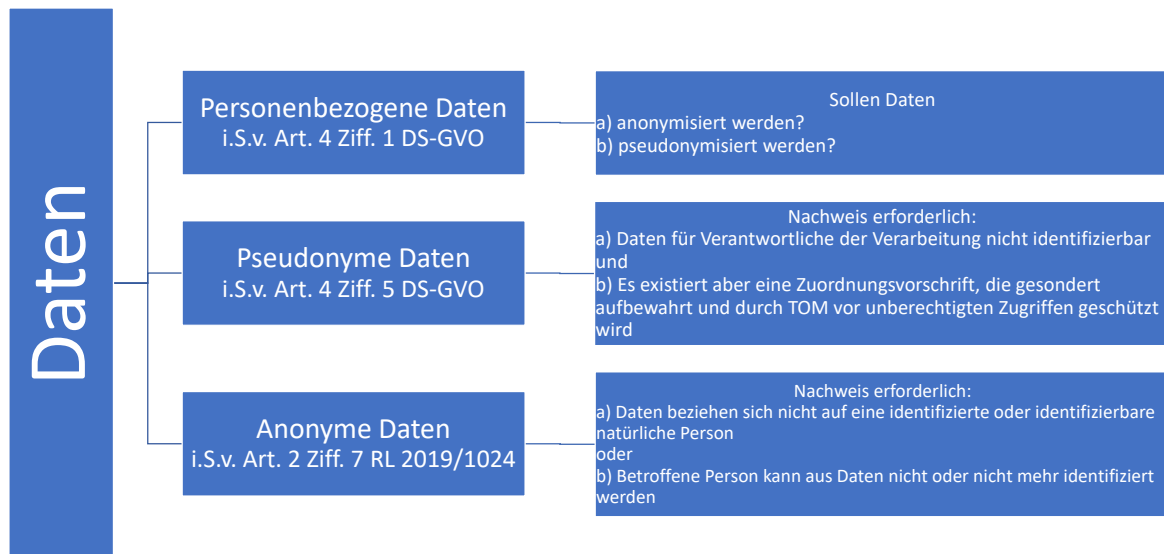 Daten
Personenbezogene Daten
i.S.v. Art. 4 Ziff. 1 DS-GVO
Sollen Daten
a) anonymisiert werden?
b) pseudonymisiert werden?
Pseudonyme Daten
i.S.v. Art. 4 Ziff. 5 DS-GVO
Nachweis erforderlich:
a) Daten für Verantwortliche der Verarbeitung nicht identifizierbar
und
b) Es existiert aber eine Zuordnungsvorschrift, die gesondert
aufbewahrt und durch TOM vor unberechtigten Zugriffen geschützt
wird
Anonyme Daten
i.S.v. Art. 2 Ziff. 7 RL 2019/1024
Nachweis erforderlich:
a) Daten beziehen sich nicht auf eine identifizierte oder identifizierbare
natürliche Person
oder
b) Betroffene Person kann aus Daten nicht oder nicht mehr identifiziert
werden